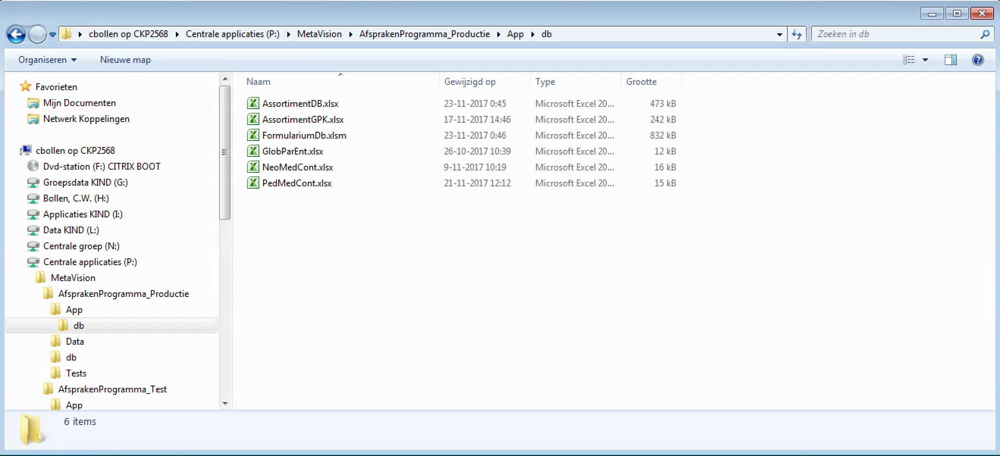 cbollen op CKP2568 Centrale applicaties (P:) MetaVision AfsprakenProgramma_Productie App db Zoeken in db
Organiseren Nieuwe map
Favorieten
Mijn Documenten
Netwerk Koppelingen
cbollen op CKP2568
Dvd-station (F:) CITRIX BOOT
Groepsdata KIND (G:)
Bollen, C.W. (H:)
Applicaties KIND (I:)
Data KIND (L:)
Centrale groep (N:)
Centrale applicaties (P:)
MetaVision
AfsprakenProgramma_Productie
App
db
Data
db
Tests
AfsprakenProgramma_Test
App
Naam Gewijzigd op Type Grootte
AssortimentDB.xlsx 23-11-2017 0:45 Microsoft Excel 20... 473 kB
AssortimentGPK.xlsx 17-11-2017 14:46 Microsoft Excel 20... 242 kB
FormulariumDb.xlsm 23-11-2017 0:46 Microsoft Excel 20... 832 kB
GlobParEnt.xlsx 26-10-2017 10:39 Microsoft Excel 20... 12 kB
NeoMedCont.xlsx 9-11-2017 10:19 Microsoft Excel 20... 16 kB
PedMedCont.xlsx 21-11-2017 12:12 Microsoft Excel 20... 15 kB
6 items